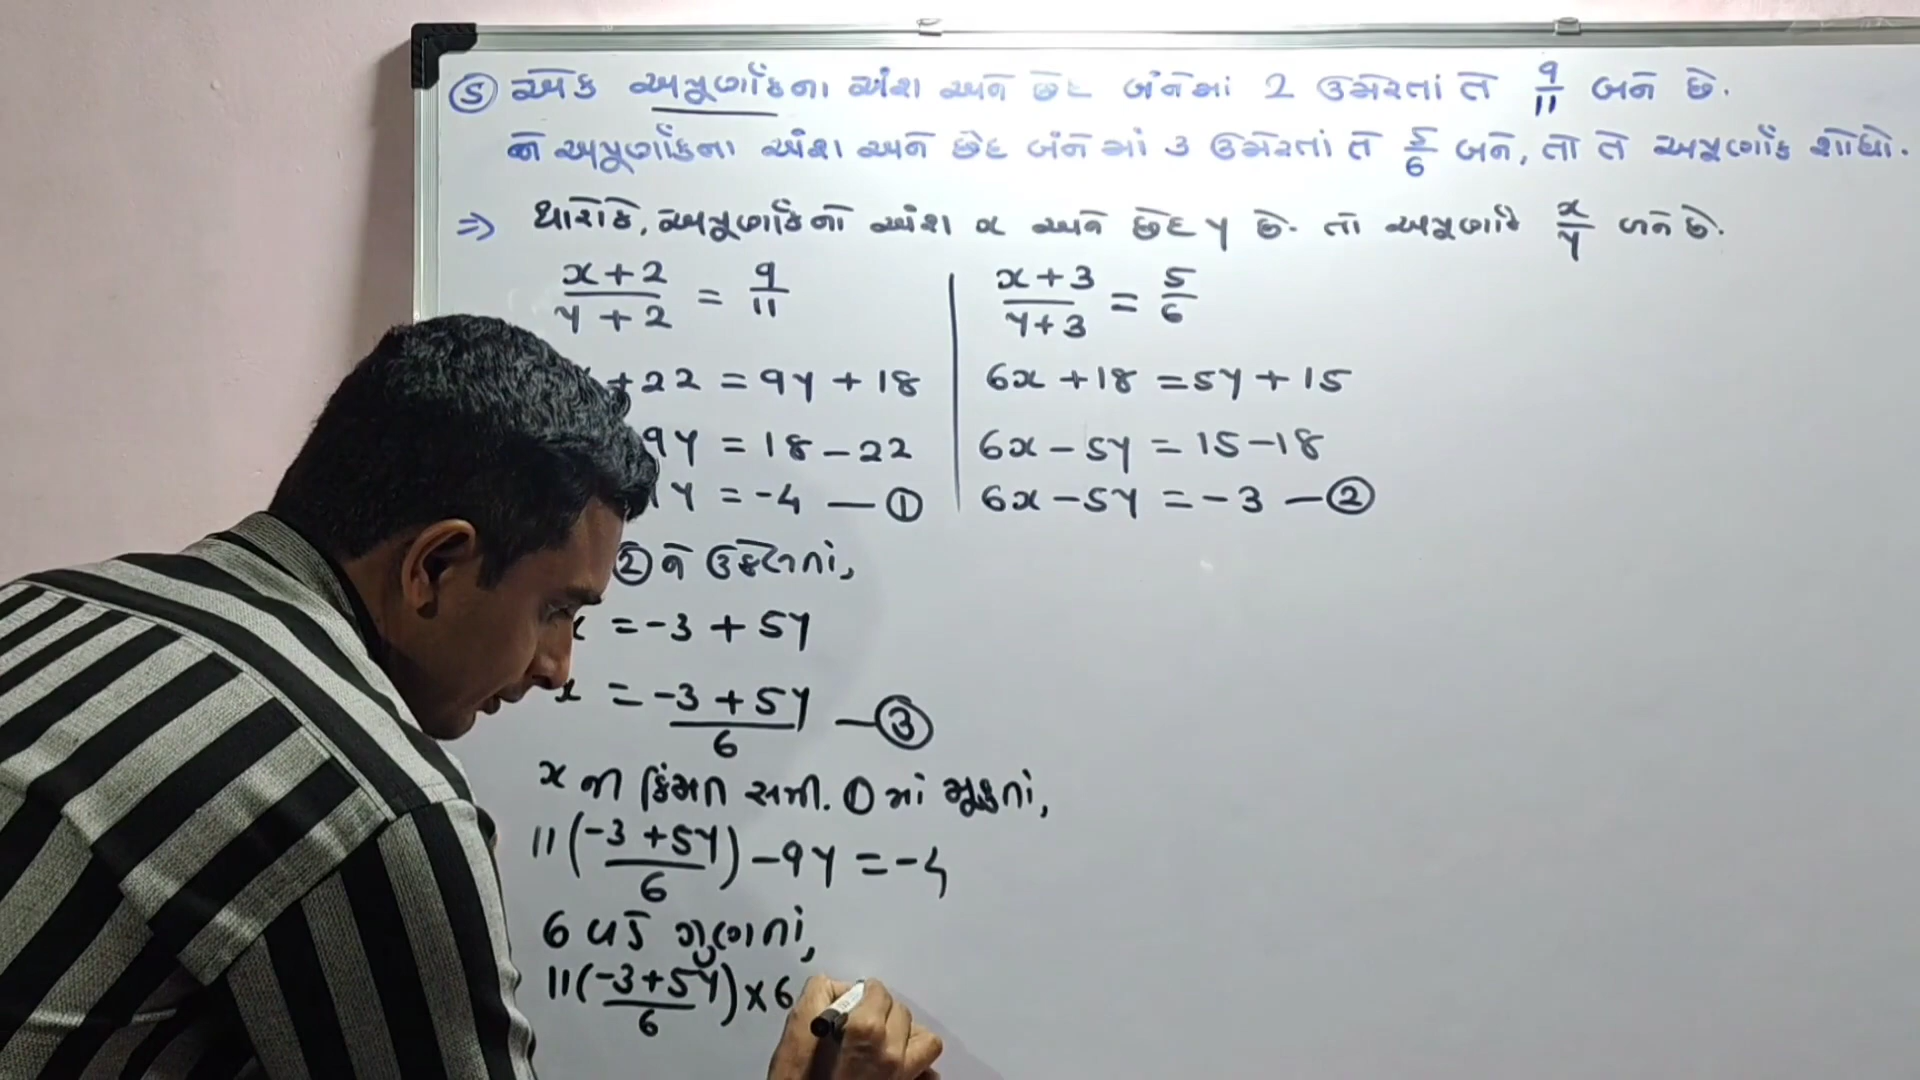 (5) એક અપૂર્ણાંકના અંશ અને છેદ બંનેમાં 2 ઉમેરતાં તે 9/11 બને છે.
જો અપૂર્ણાંકના અંશ અને છેદ બંને માં 3 ઉમેરતાં તે 5/6 બને, તો તે અપૂર્ણાંક શોધો.
⇒ ધારોકે, અપૂર્ણાંકનો અંશ x અને છેદ y છે. તો અપૂર્ણાંક x/y બને છે.
(x+2)/(y+2) = 9/11
+22 = 9y + 18
9y = 18 - 22
y = -4 — ①
(x+3)/(y+3) = 5/6
6x + 18 = 5y + 15
6x - 5y = 15 - 18
6x - 5y = -3 — ②
② ને ઉકેલતાં,
x = -3 + 5y
x = (-3 + 5y)/6 — ③
x ની કિંમત સમી. ① માં મૂકતાં,
11((-3 + 5y)/6) - 9y = -4
6 વડે ગુણતાં,
11((-3 + 5y)/6) × 6